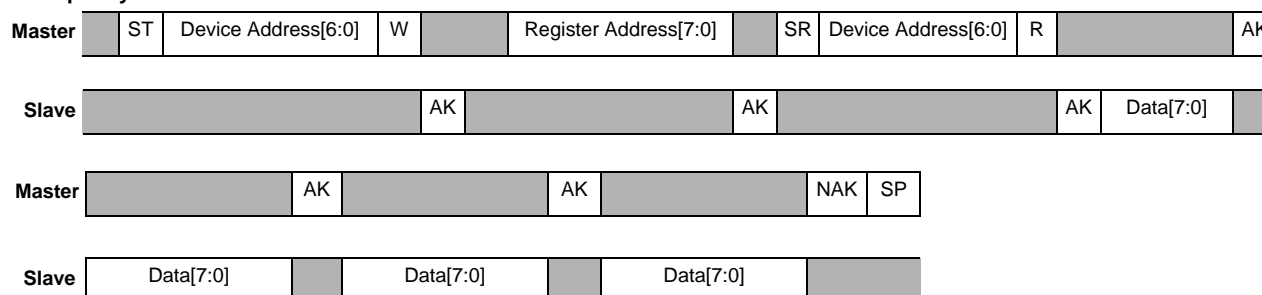 Master ST Device Address[6:0] W Register Address[7:0] SR Device Address[6:0] R
Slave AK AK AK Data[7:0]
Master AK AK NAK SP
Slave Data[7:0] Data[7:0] Data[7:0]